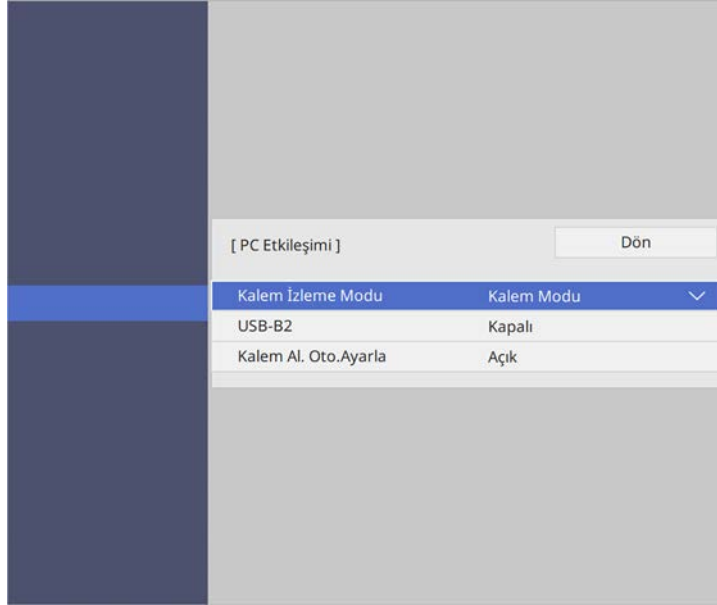 [ PC Etkileşimi ] Dön
Kalem İzleme Modu Kalem Modu
USB-B2 Kapalı
Kalem Al. Oto.Ayarla Açık